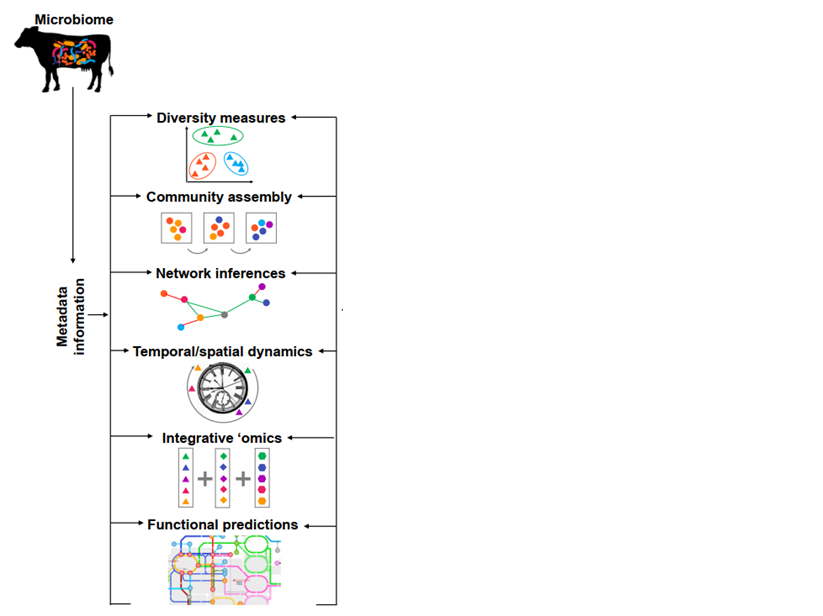 Microbiome
Diversity measures
Community assembly
Network inferences
Metadata
information
Temporal/spatial dynamics
Integrative ‘omics
Functional predictions